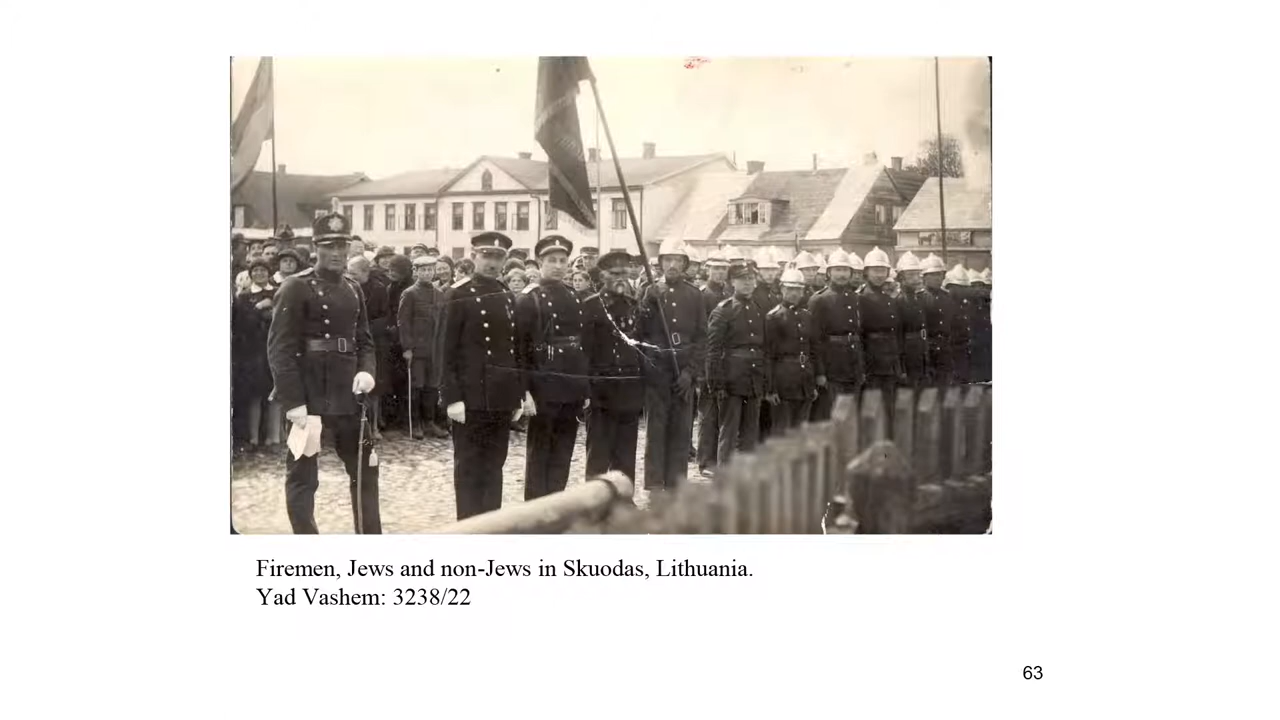 Firemen, Jews and non-Jews in Skuodas, Lithuania.
Yad Vashem: 3238/22
63